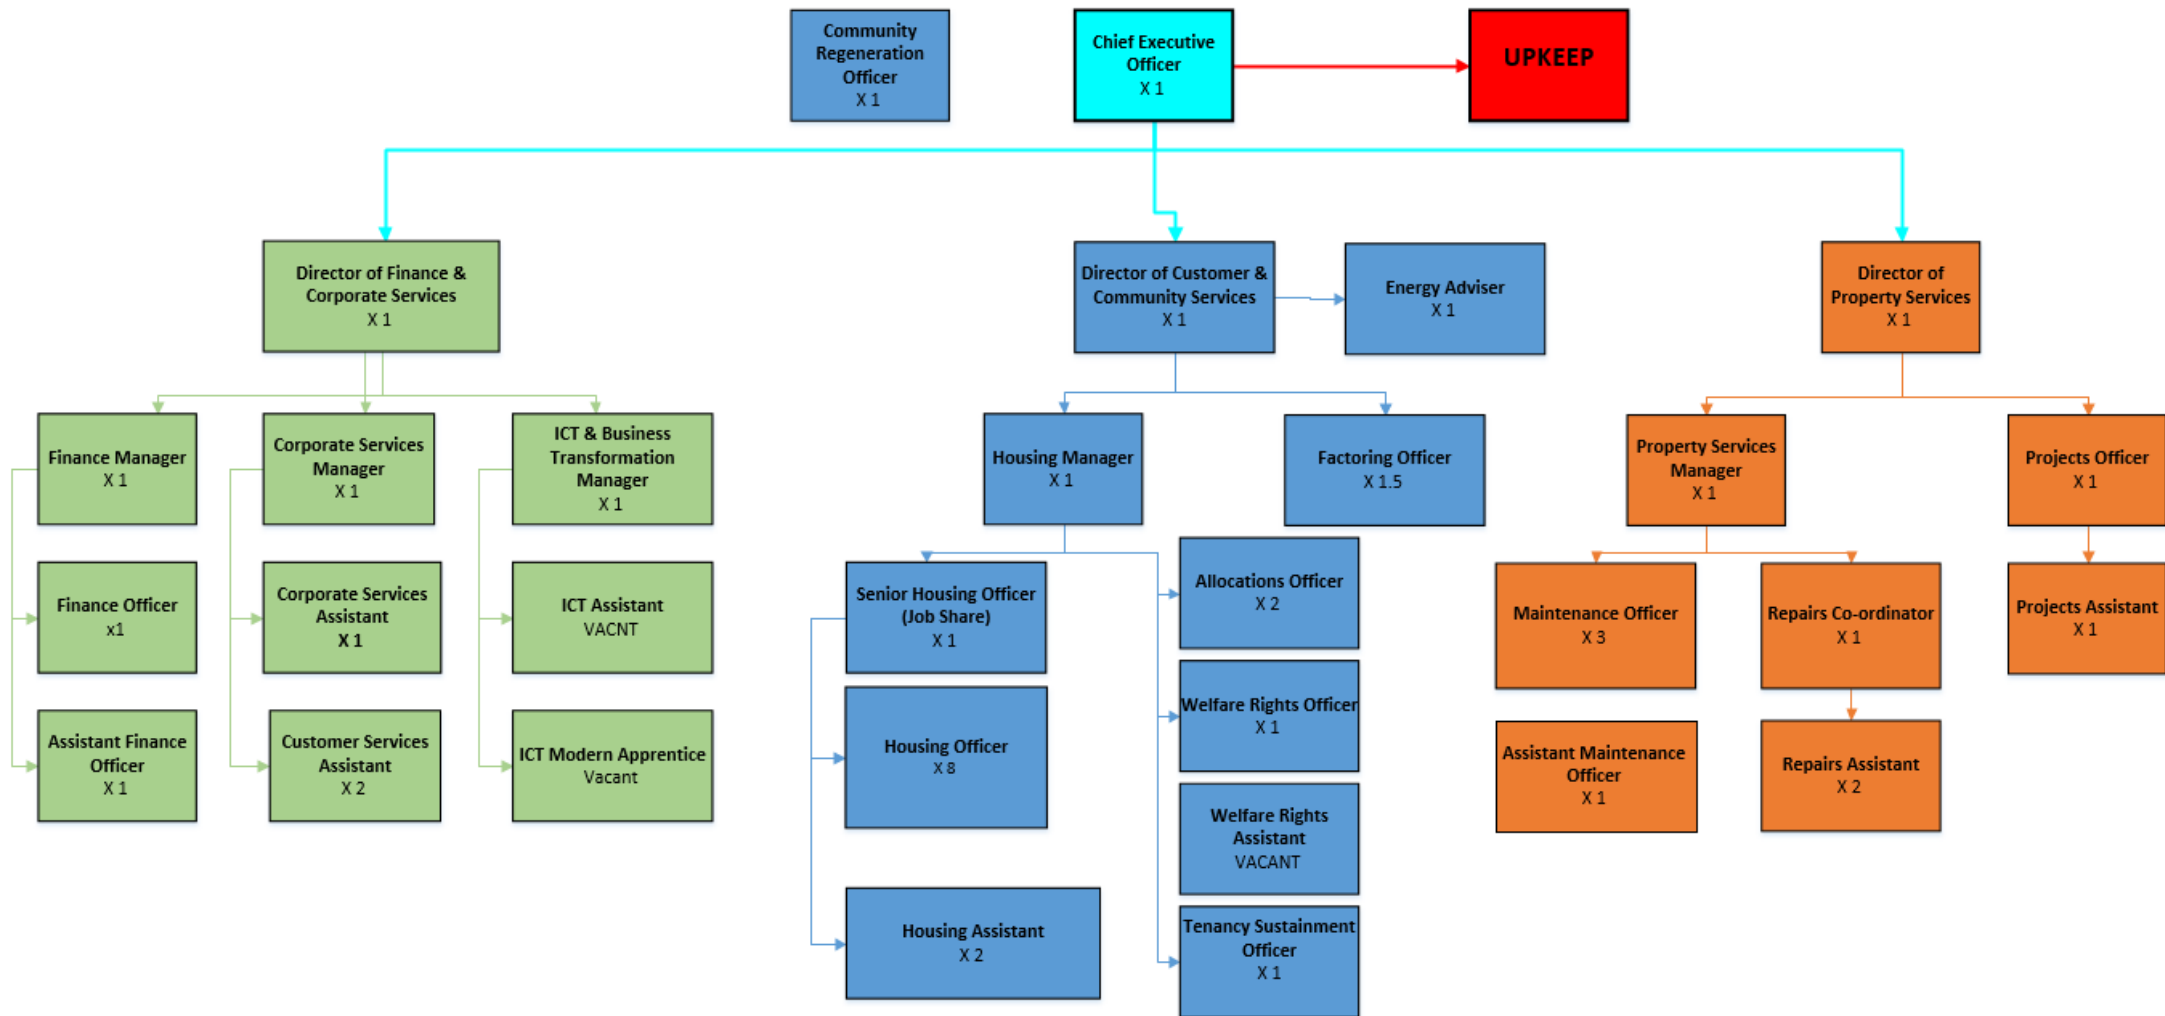 Community
Regeneration
Officer
X 1
Chief Executive
Officer
X 1
UPKEEP
Director of Finance &
Corporate Services
X 1
Director of Customer &
Community Services
X 1
Energy Adviser
X 1
Director of
Property Services
X 1
Finance Manager
X 1
Corporate Services
Manager
X 1
ICT & Business
Transformation
Manager
X 1
Housing Manager
X 1
Factoring Officer
X 1.5
Property Services
Manager
X 1
Projects Officer
X 1
Finance Officer
x1
Corporate Services
Assistant
X 1
ICT Assistant
VACNT
Senior Housing Officer
(Job Share)
X 1
Allocations Officer
X 2
Maintenance Officer
X 3
Repairs Co-ordinator
X 1
Projects Assistant
X 1
Assistant Finance
Officer
X 1
Customer Services
Assistant
X 2
ICT Modern Apprentice
Vacant
Housing Officer
X 8
Welfare Rights Officer
X 1
Assistant Maintenance
Officer
X 1
Repairs Assistant
X 2
Welfare Rights
Assistant
VACANT
Housing Assistant
X 2
Tenancy Sustainment
Officer
X 1